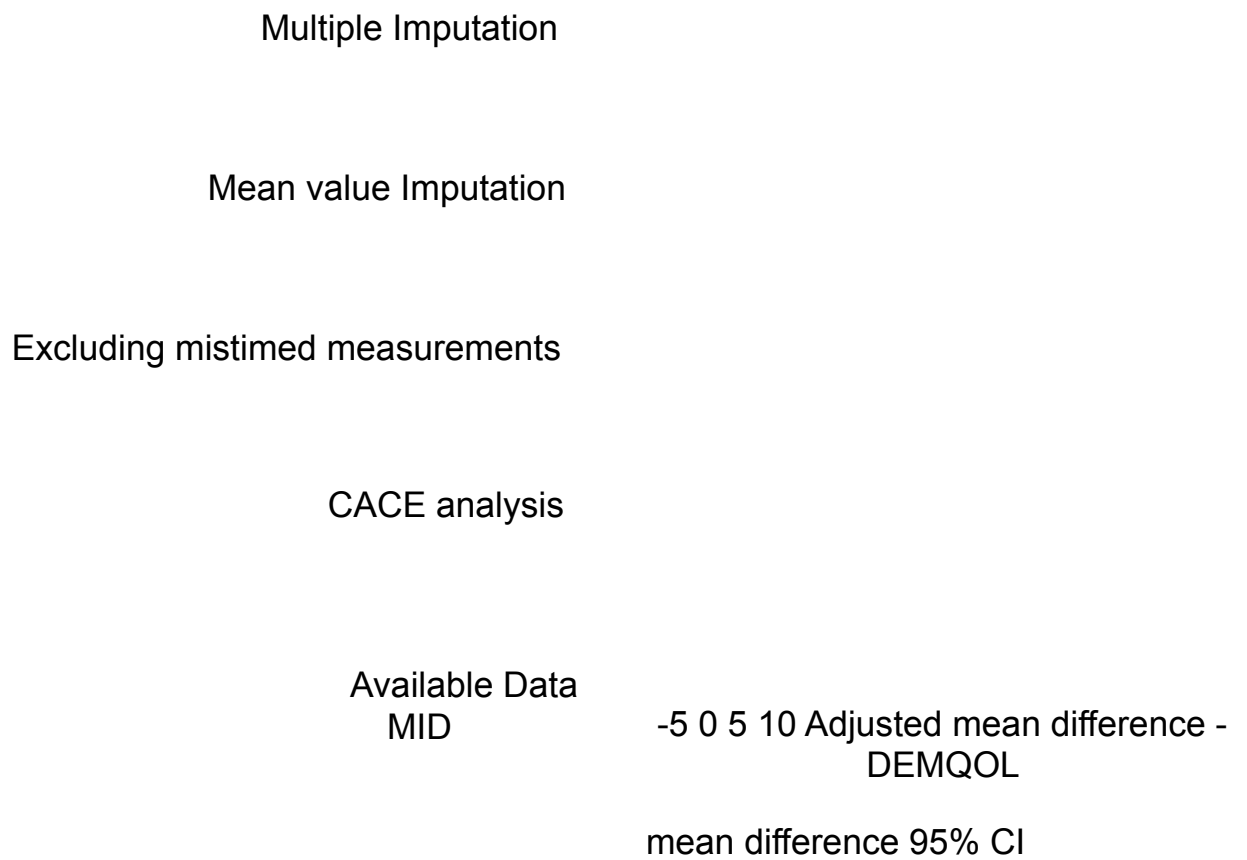 Multiple Imputation
Mean value Imputation
Excluding mistimed measurements
CACE analysis
Available Data
MID
-5 0 5 10 Adjusted mean difference -
DEMQOL
mean difference 95% CI